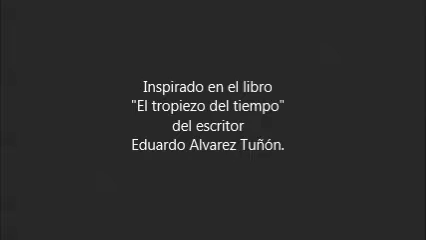 Inspirado en el libro
"El tropiezo del tiempo"
del escritor
Eduardo Alvarez Tuñón.